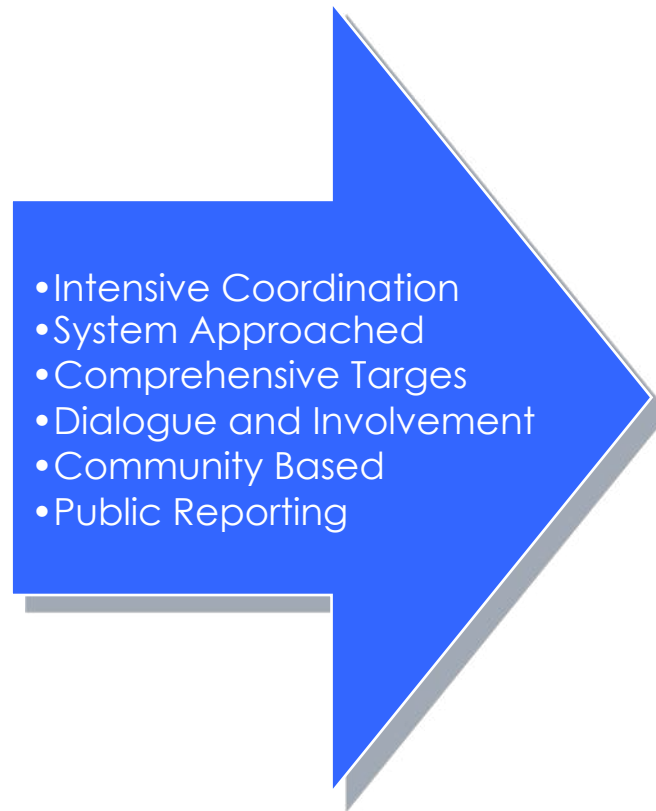 •Intensive Coordination
•System Approached
•Comprehensive Targes
•Dialogue and Involvement
•Community Based
•Public Reporting